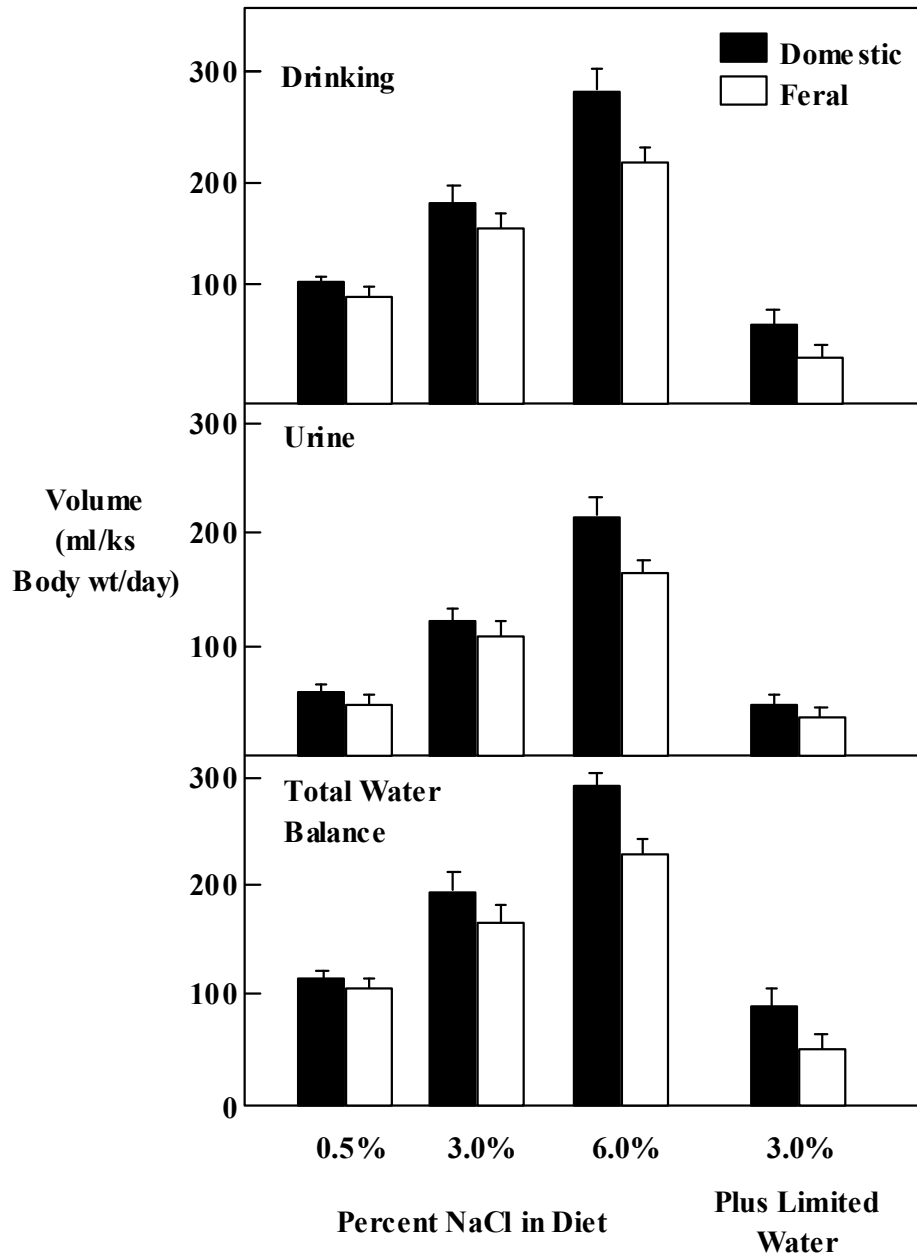 Drinking
Domestic
Feral
300
200
100
Urine
300
200
100
Volume
(ml/ks
Body wt/day)
Total Water
Balance
300
200
100
0
0.5%
3.0%
6.0%
3.0%
Percent NaCl in Diet
Plus Limited
Water